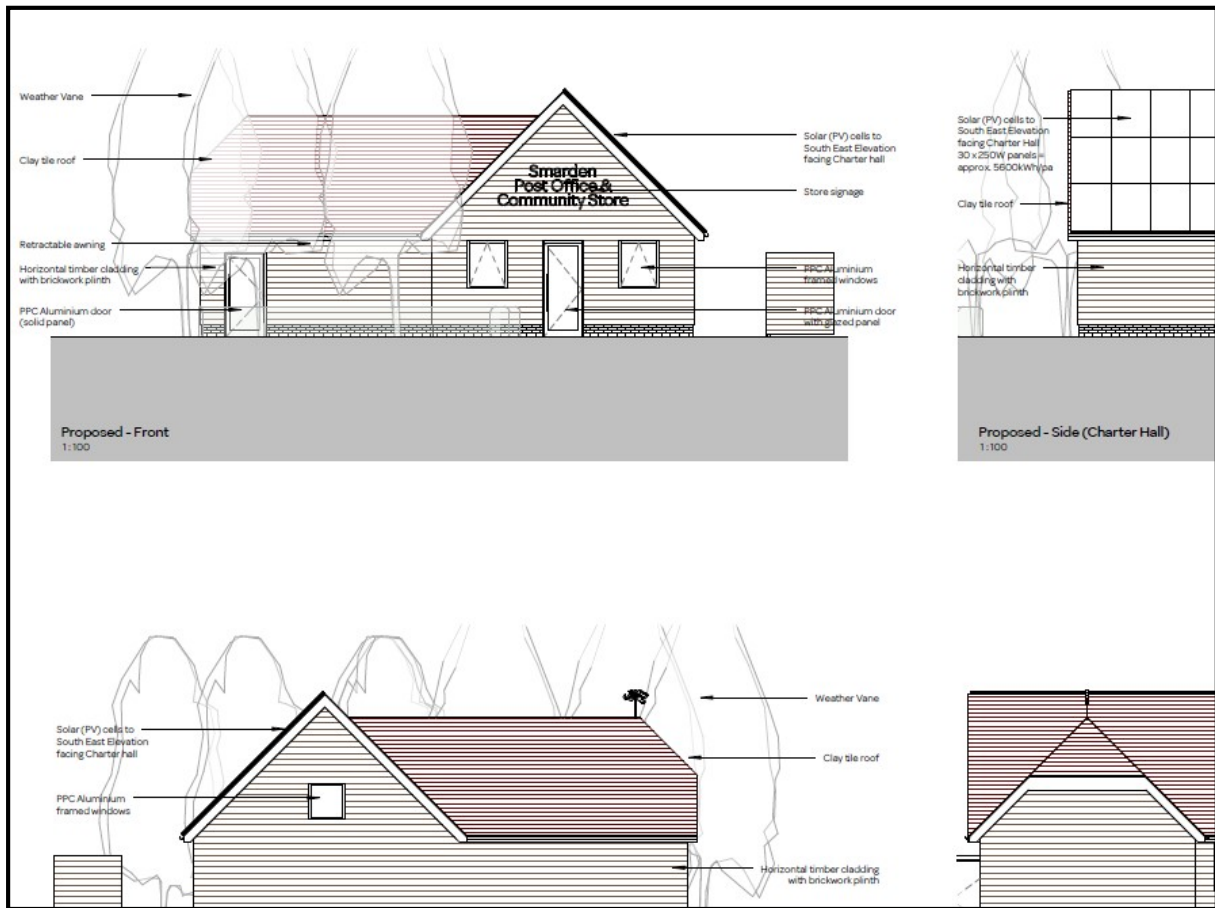 Weather Vane
Clay tile roof
Retractable awning
Horizontal timber cladding
with brickwork plinth
PPC Aluminium door
(solid panel)
Smarden
Post Office &
Community Store
Solar (PV) cells to
South East Elevation
facing Charter hall
Store signage
PPC Aluminium
framed windows
PPC Aluminium door
with glazed panel
Proposed - Front
1:100
Solar (PV) cells to
South East Elevation
facing Charter Hall
30 x 250W panels =
approx. 5600kWh/pa
Clay tile roof
Horizontal timber
cladding with
brickwork plinth
Proposed - Side (Charter Hall)
1:100
Solar (PV) cells to
South East Elevation
facing Charter hall
PPC Aluminium
framed windows
Weather Vane
Clay tile roof
Horizontal timber cladding
with brickwork plinth